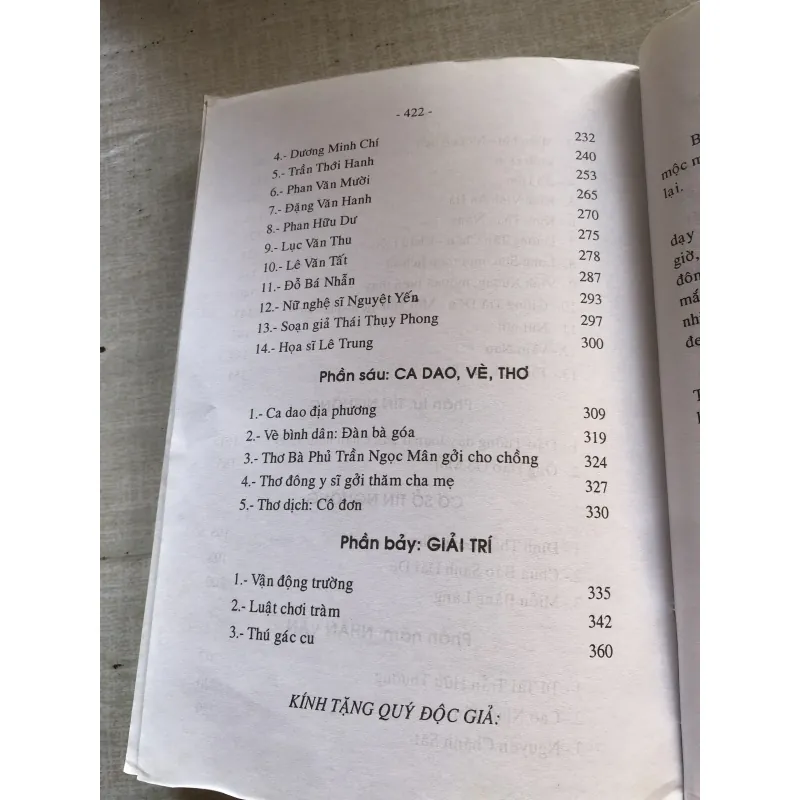 - 422 -
4.- Dương Minh Chí 232
5.- Trần Thới Hanh 240
6.- Phan Văn Mười 253
7.- Đặng Văn Hanh 265
8.- Phan Hữu Dư 270
9.- Lục Văn Thu 275
10.- Lê Văn Tất 278
11.- Đỗ Bá Nhẫn 287
12.- Nữ nghệ sĩ Nguyệt Yến 293
13.- Soạn giả Thái Thụy Phong 297
14.- Họa sĩ Lê Trung 300
Phần sáu: CA DAO, VÈ, THƠ
1.- Ca dao địa phương 309
2.- Vè bình dân: Đàn bà góa 319
3.- Thơ Bà Phủ Trần Ngọc Mân gởi cho chồng 324
4.- Thơ đông y sĩ gởi thăm cha mẹ 327
5.- Thơ dịch: Cô đơn 330
Phần bảy: GIẢI TRÍ
1.- Vận động trường 335
2.- Luật chơi tràm 342
3.- Thú gác cu 360
KÍNH TẶNG QUÝ ĐỘC GIẢ:
mộc
lại.
dạy
giờ,
đôn